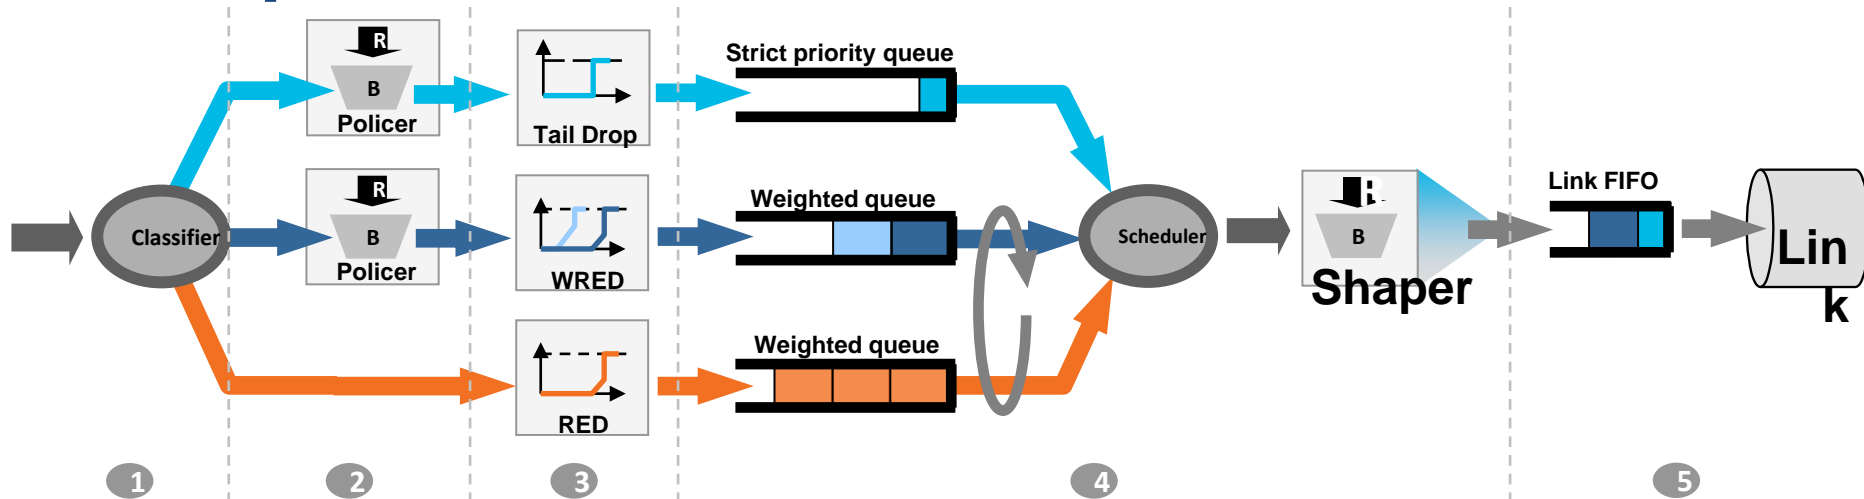 R
B
Policer
Tail Drop
Strict priority queue
Classifier
R
B
Policer
WRED
Weighted queue
Scheduler
R
B
Shaper
Link FIFO
Lin
k
RED
Weighted queue
1
2
3
4
5